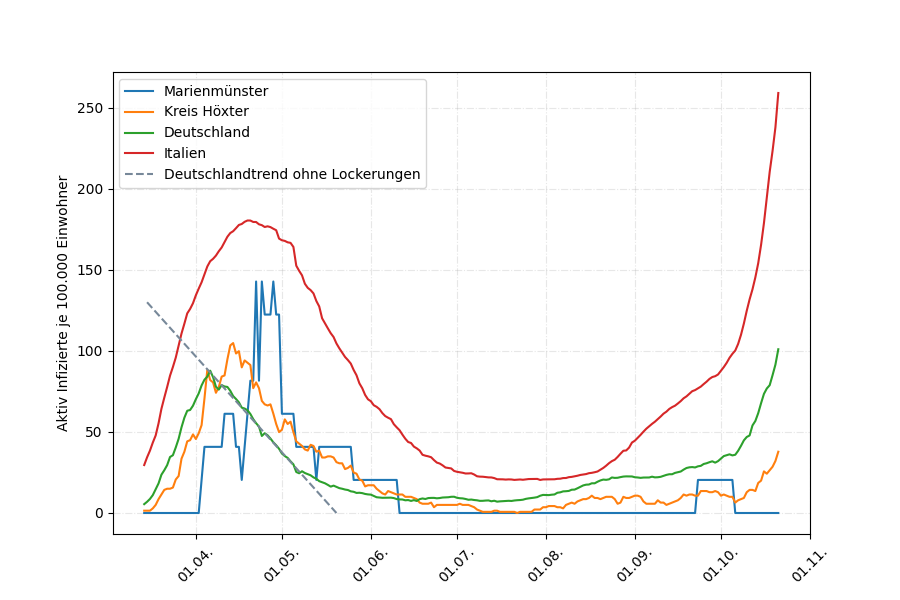 Marienmünster
Kreis Höxter
Deutschland
Italien
Deutschlandtrend ohne Lockerungen
Aktiv Infizierte je 100.000 Einwohner
250
200
150
100
50
0
01.04.
01.05.
01.06.
01.07.
01.08.
01.09.
01.10.
01.11.